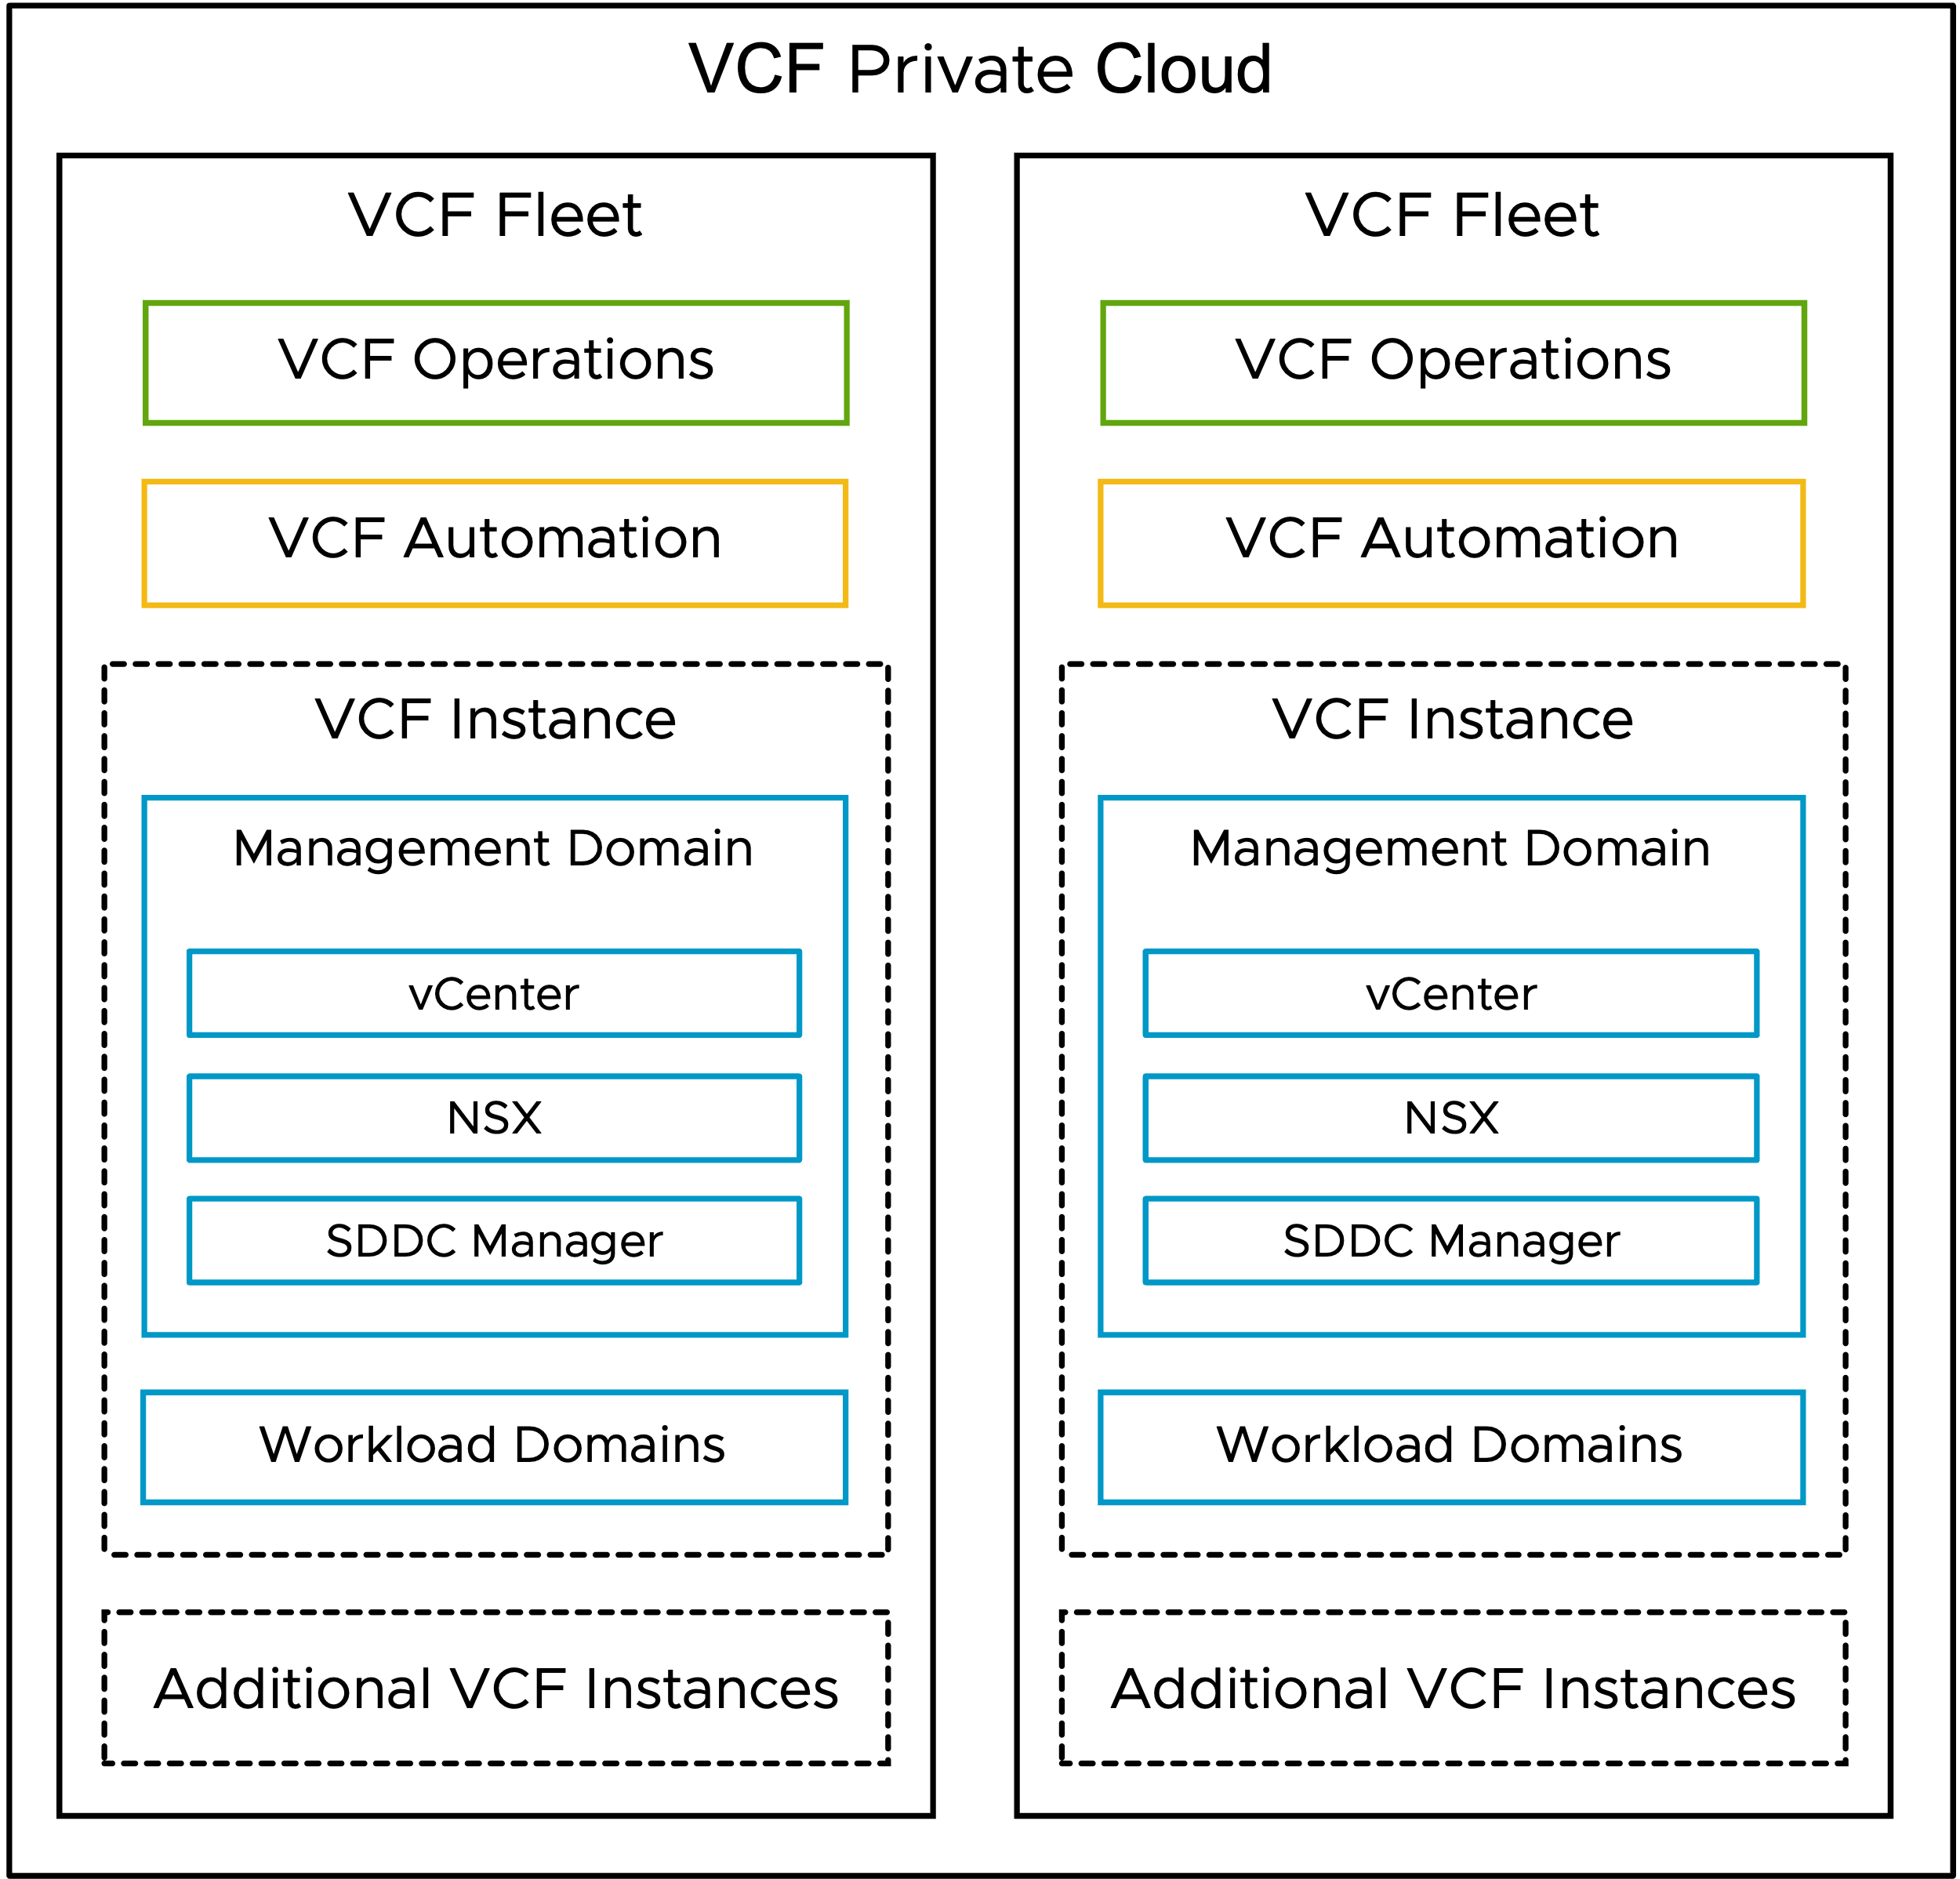 VCF Private Cloud
VCF Fleet
VCF Operations
VCF Automation
VCF Instance
Management Domain
vCenter
NSX
SDDC Manager
Workload Domains
Additional VCF Instances
VCF Fleet
VCF Operations
VCF Automation
VCF Instance
Management Domain
vCenter
NSX
SDDC Manager
Workload Domains
Additional VCF Instances